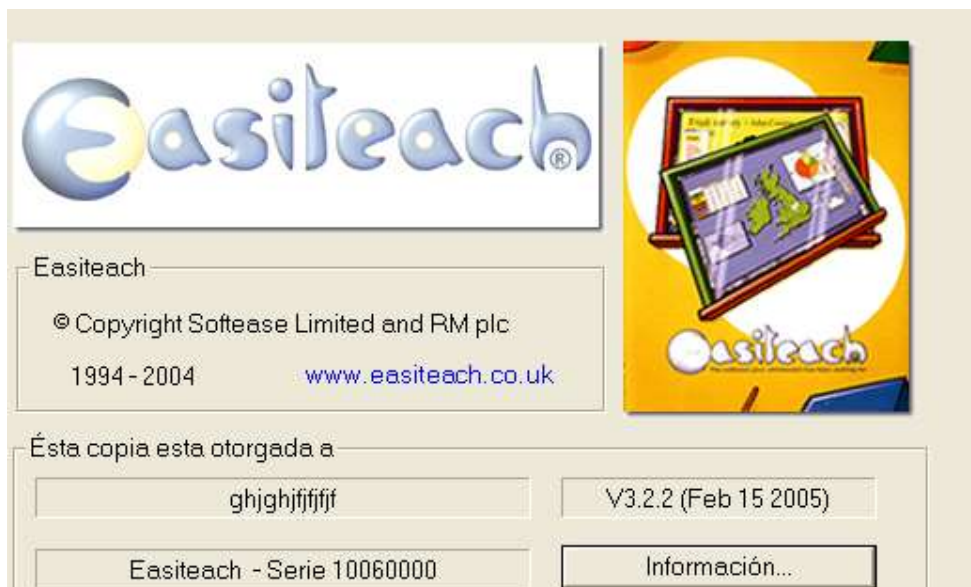 Easiteach®
Easiteach
© Copyright Softease Limited and RM plc
1994 - 2004 www.easiteach.co.uk
Easiteach
Ésta copia esta otorgada a
ghjghjfjfjfjf
V3.2.2 (Feb 15 2005)
Easiteach - Serie 10060000
Información...